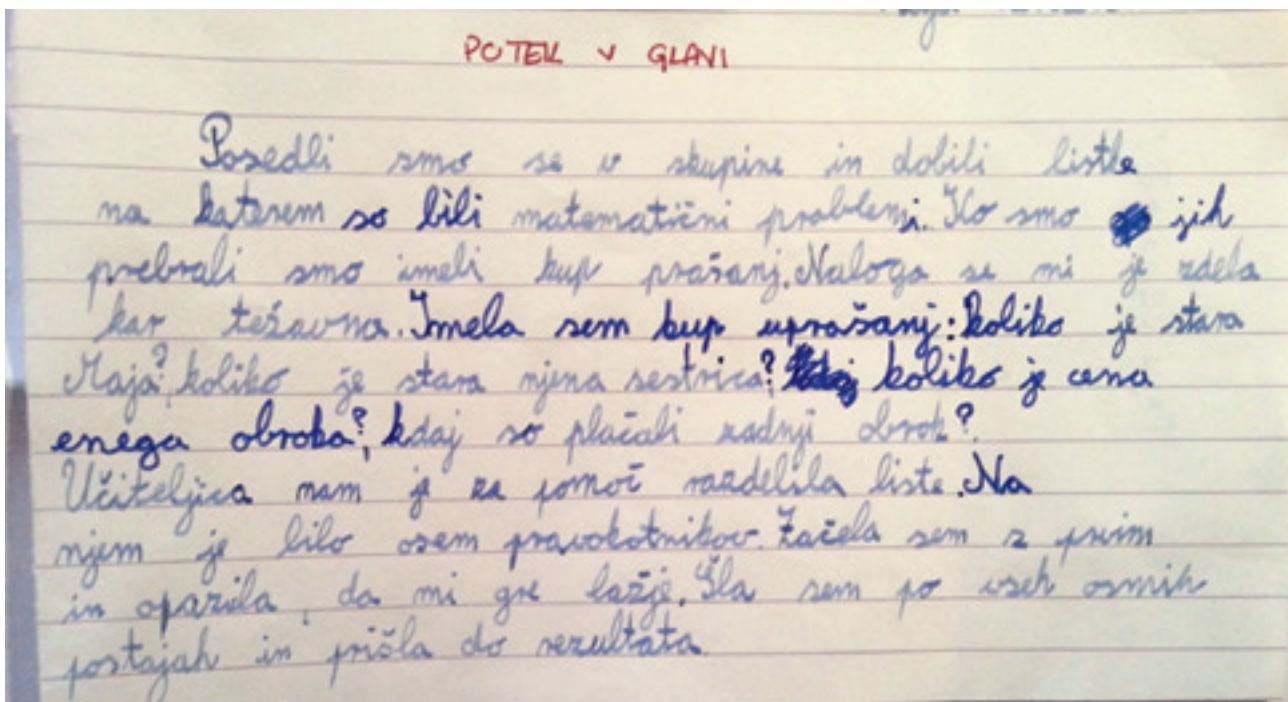 POTEK V GLAVI
Posedli smo se v skupine in dobili listke
na katerem so bili matematični problemi. Ko smo jih
prebrali smo imeli kup prašanj. Naloga se mi je zdela
kar težavna. Imela sem kup uprašanj: koliko je stara
Maja?, koliko je stara njena sestrica? koliko je cena
enega obroka?, kdaj so plačali zadnji obrok?
Učiteljica nam je za pomoč razdelila liste. Na
njem je bilo osem pravokotnikov. Začela sem z prvim
in opazila, da mi gre lažje. Šla sem po vseh osmih
postajah in prišla do rezultata.